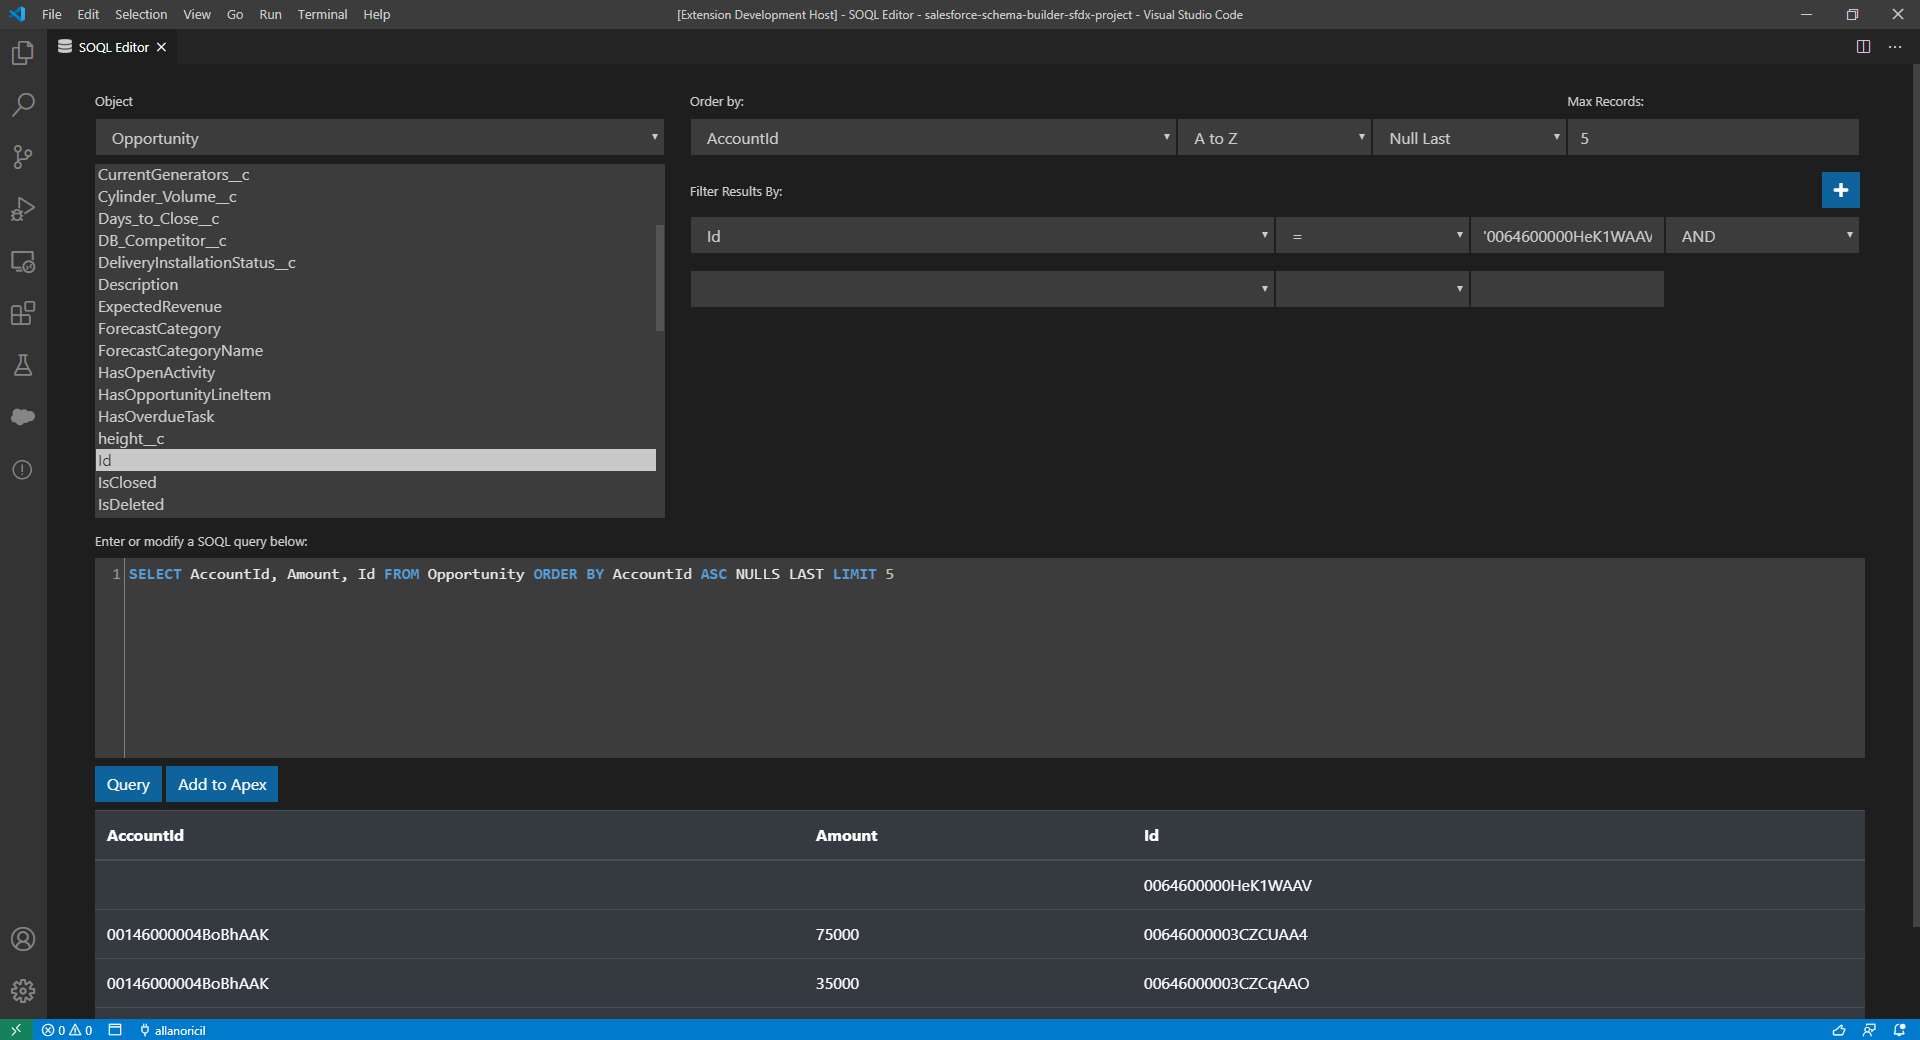 File Edit Selection View Go Run Terminal Help
[Extension Development Host] - SOQL Editor - salesforce-schema-builder-sfdx-project - Visual Studio Code
SOQL Editor
Object
Order by:
Max Records:
Opportunity
AccountId
A to Z
Null Last
5
CurrentGenerators__c
Cylinder_Volume__c
Days_to_Close__c
DB_Competitor__c
DeliveryInstallationStatus__c
Description
ExpectedRevenue
ForecastCategory
ForecastCategoryName
HasOpenActivity
HasOpportunityLineItem
HasOverdueTask
height__c
Id
IsClosed
IsDeleted
Filter Results By:
Id
=
'0064600000HeK1WAAV
AND
Enter or modify a SOQL query below:
1 SELECT AccountId, Amount, Id FROM Opportunity ORDER BY AccountId ASC NULLS LAST LIMIT 5
Query
Add to Apex
AccountId Amount Id
0064600000HeK1WAAV
00146000004BoBhAAK 75000 00646000003CZCUAA4
00146000004BoBhAAK 35000 00646000003CZCqAAO
0 0 allanoricil